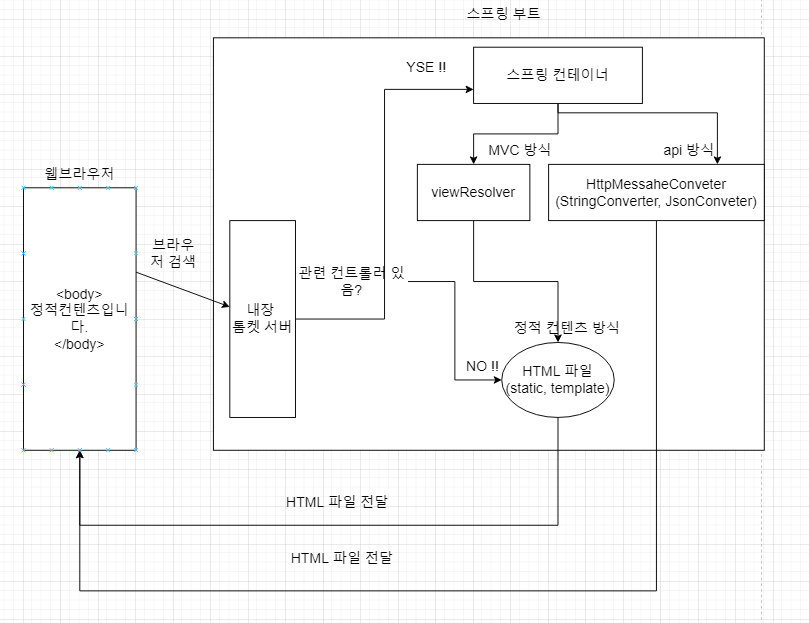 스프링 부트
YSE !!
스프링 컨테이너
MVC 방식
api 방식
viewResolver
HttpMessaheConveter
(StringConverter, JsonConveter)
웹브라우저
<body>
정적컨텐츠입니
다.
</body>
브라우
저 검색
내장
톰켓 서버
관련 컨트롤러 있
음?
정적 컨텐츠 방식
NO !!
HTML 파일
(static, template)
HTML 파일 전달
HTML 파일 전달